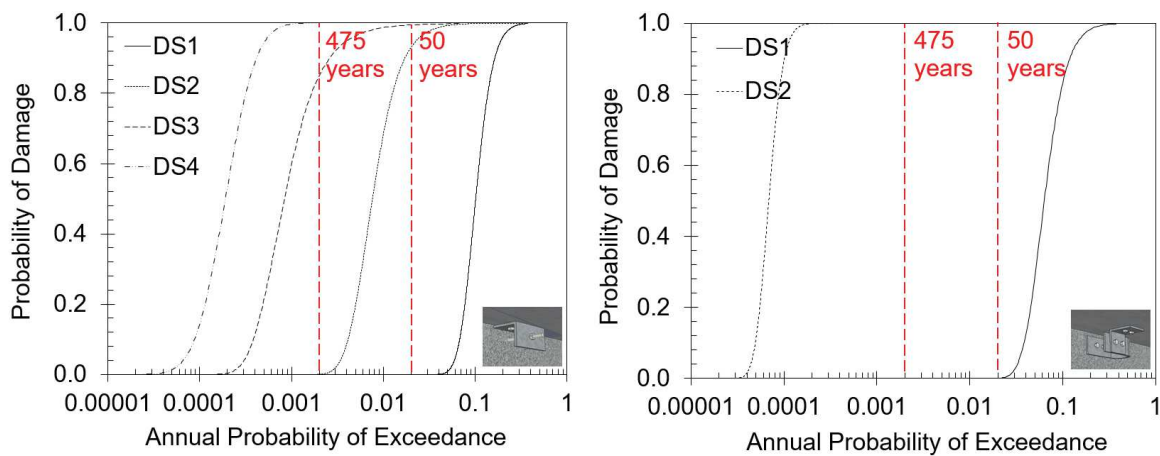 1.0
0.8
0.6
0.4
0.2
0.0
Probability of Damage
DS1
DS2
DS3
DS4
475
years
50
years
0.00001 0.0001 0.001 0.01 0.1 1
Annual Probability of Exceedance
1.0
0.8
0.6
0.4
0.2
0.0
Probability of Damage
DS1
DS2
475
years
50
years
0.00001 0.0001 0.001 0.01 0.1 1
Annual Probability of Exceedance